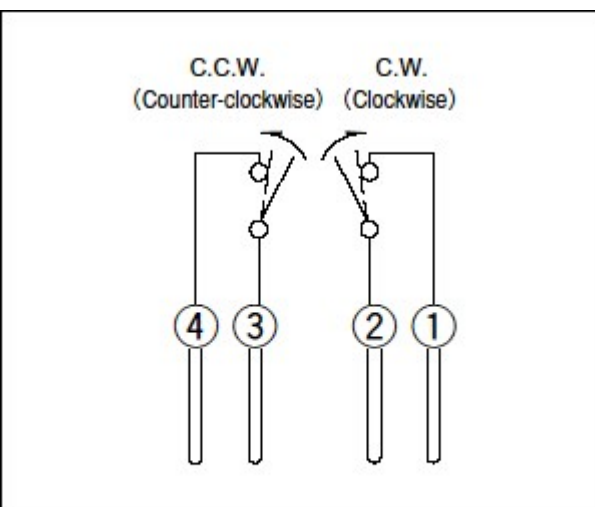 C.C.W. C.W.
(Counter-clockwise) (Clockwise)
④ ③ ② ①